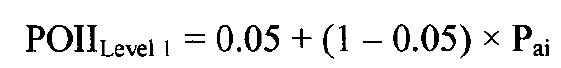 POII_Level 1 = 0.05 + (1 – 0.05) × P_ai